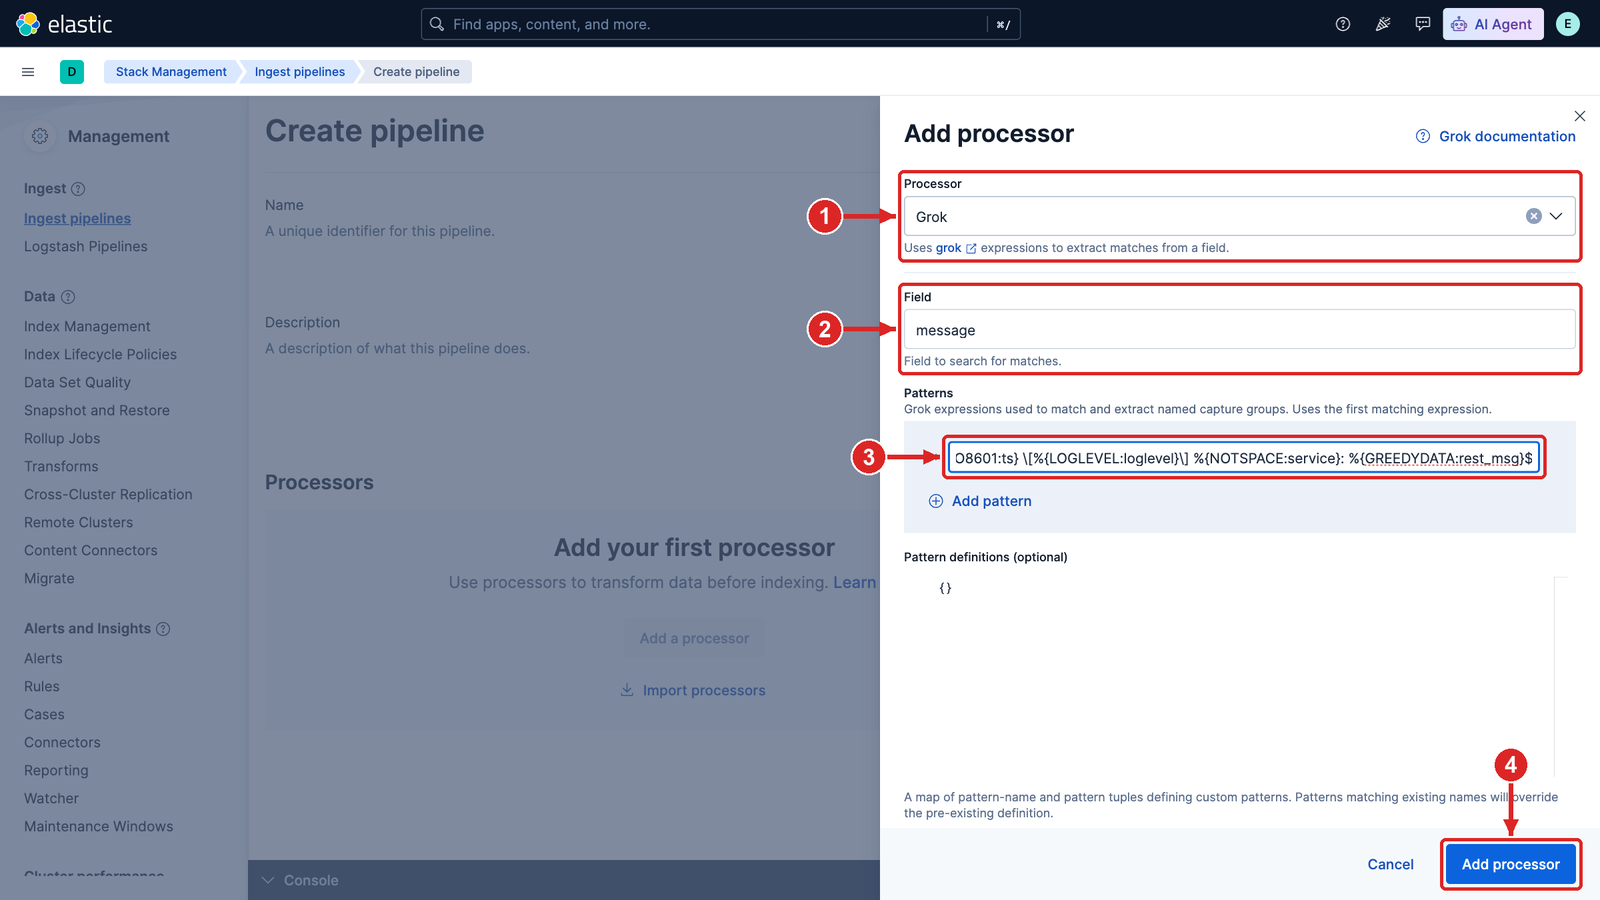 elastic
Find apps, content, and more.
⌘/
AI Agent
E
D
Stack Management
Ingest pipelines
Create pipeline
Management
Ingest
Ingest pipelines
Logstash Pipelines
Data
Index Management
Index Lifecycle Policies
Data Set Quality
Snapshot and Restore
Rollup Jobs
Transforms
Cross-Cluster Replication
Remote Clusters
Content Connectors
Migrate
Alerts and Insights
Alerts
Rules
Cases
Connectors
Reporting
Watcher
Maintenance Windows
Cluster performance
Create pipeline
Name
A unique identifier for this pipeline.
Description
A description of what this pipeline does.
Processors
Add your first processor
Use processors to transform data before indexing. Learn
Add a processor
Import processors
Console
Add processor
Grok documentation
1
Processor
Grok
Uses grok expressions to extract matches from a field.
2
Field
message
Field to search for matches.
Patterns
Grok expressions used to match and extract named capture groups. Uses the first matching expression.
3
O8601:ts} \[%{LOGLEVEL:loglevel}\] %{NOTSPACE:service}: %{GREEDYDATA:rest_msg}$
Add pattern
Pattern definitions (optional)
{}
4
A map of pattern-name and pattern tuples defining custom patterns. Patterns matching existing names will override
the pre-existing definition.
Cancel
Add processor